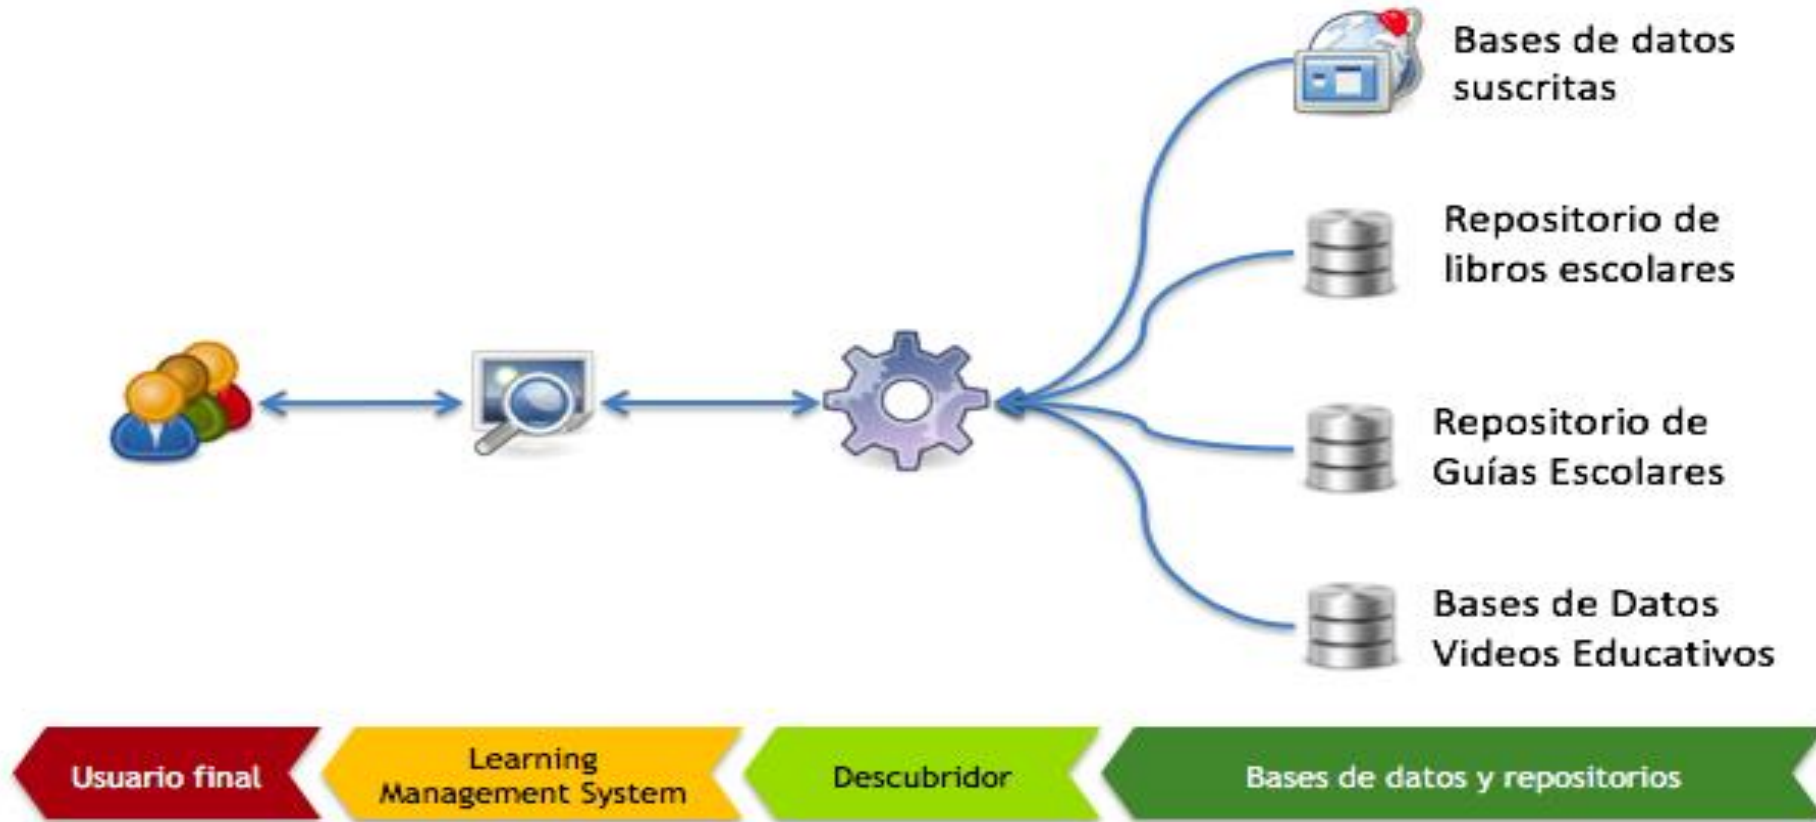 Bases de datos
suscritas
Repositorio de
libros escolares
Repositorio de
Guías Escolares
Bases de Datos
Videos Educativos
Usuario final
Learning
Management System
Descubridor
Bases de datos y repositorios